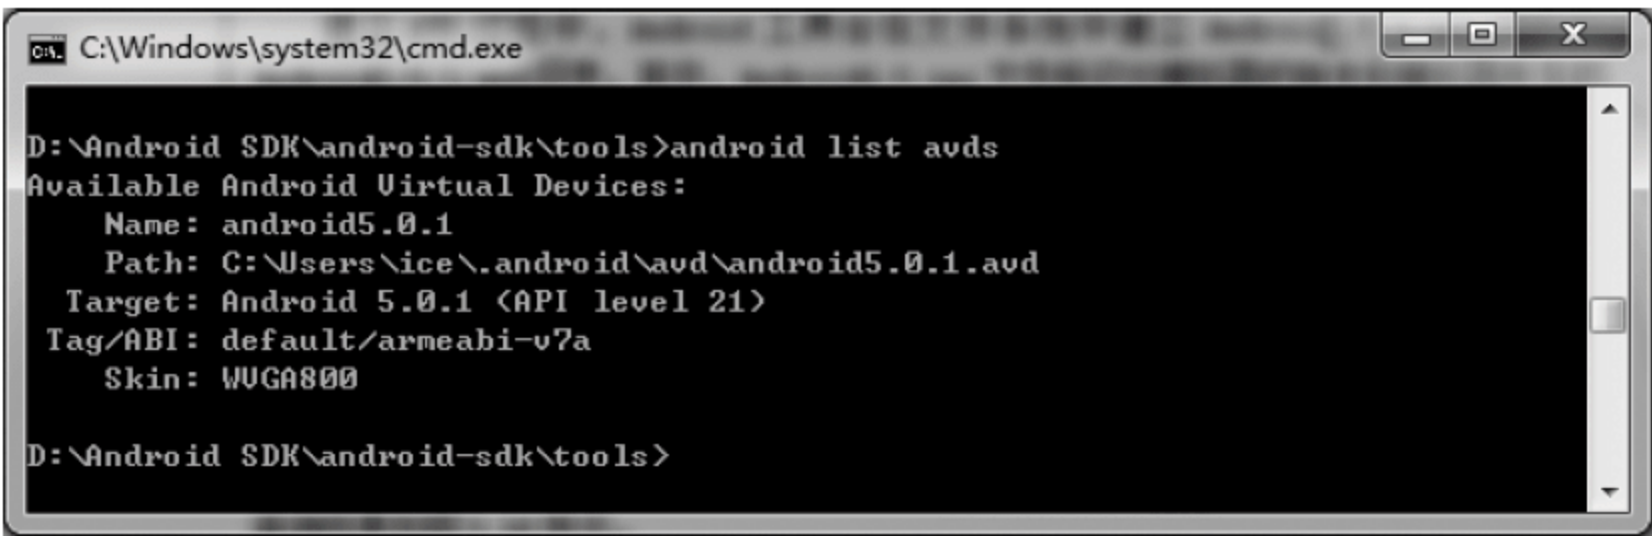 C:\Windows\system32\cmd.exe
D:\Android SDK\android-sdk\tools>android list avds
Available Android Virtual Devices:
Name: android5.0.1
Path: C:\Users\ice\.android\avd\android5.0.1.avd
Target: Android 5.0.1 (API level 21)
Tag/ABI: default/armeabi-v7a
Skin: WVGA800
D:\Android SDK\android-sdk\tools>